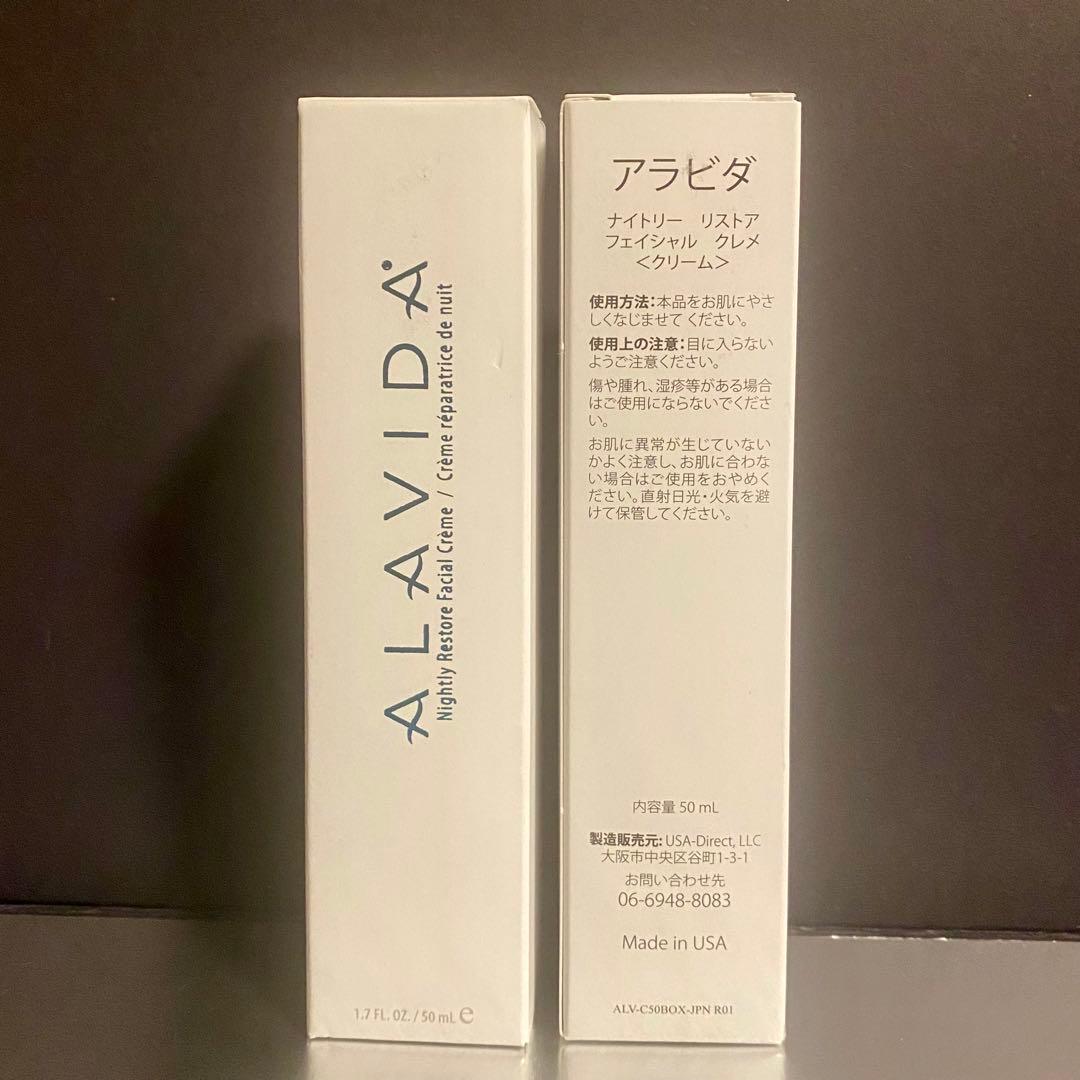 ALAVIDA®
Nightly Restore Facial Crème / Crème réparatrice de nuit
1.7 FL. OZ. / 50 mL ℮
アラビダ
ナイトリー　リストア
フェイシャル　クレメ
＜クリーム＞
使用方法：本品をお肌にやさ
しくなじませて ください。
使用上の注意：目に入らない
ようご注意ください。
傷や腫れ、湿疹等がある場合
はご使用にならないでくださ
い。
お肌に異常が生じていない
かよく注意し、お肌に合わな
い場合はご使用をおやめく
ださい。直射日光・火気を避
けて保管してください。
内容量 50 mL
製造販売元: USA-Direct, LLC
大阪市中央区谷町1-3-1
お問い合わせ先
06-6948-8083
Made in USA
ALV-C50BOX-JPN R01